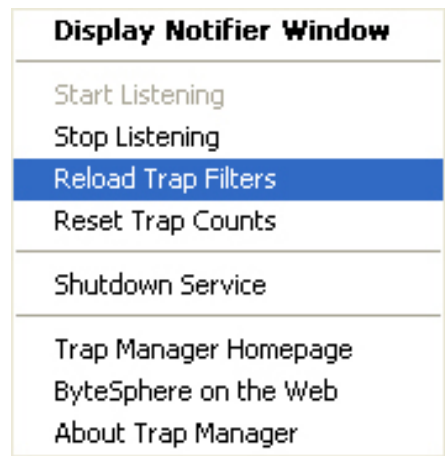 Display Notifier Window
Start Listening
Stop Listening
Reload Trap Filters
Reset Trap Counts
Shutdown Service
Trap Manager Homepage
ByteSphere on the Web
About Trap Manager